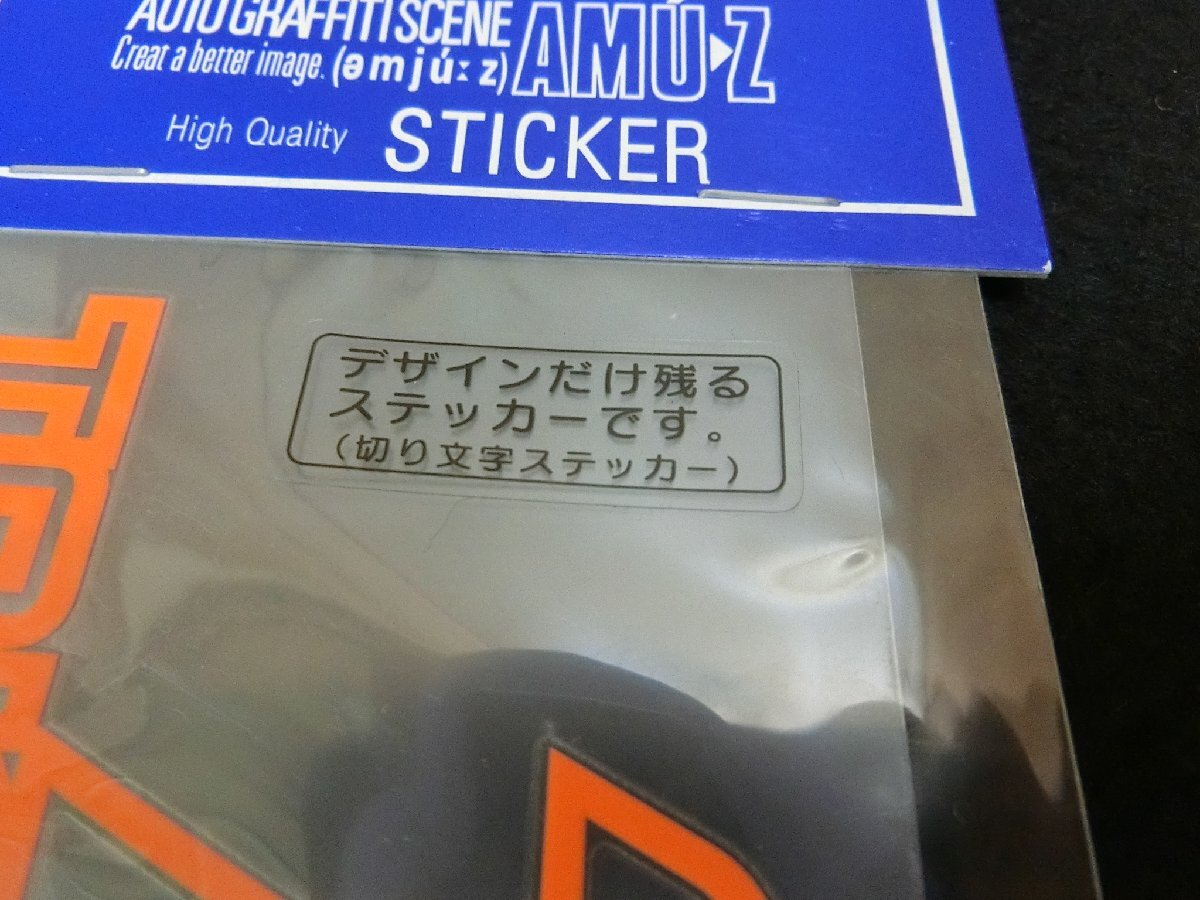 AUTO GRAFFITI SCENE
Creat a better image. (əmjú:z) AMÚ▶Z
High Quality STICKER
デザインだけ残る
ステッカーです。
(切り文字ステッカー)